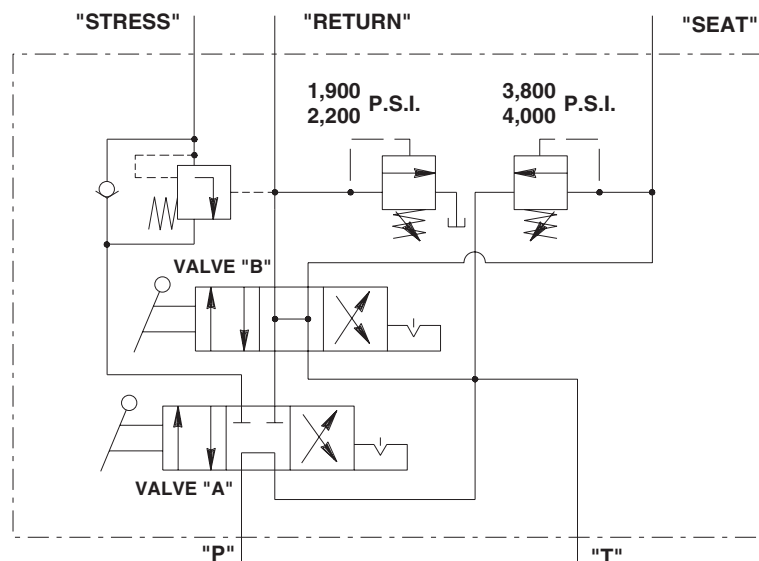 "STRESS"
"RETURN"
"SEAT"
1,900
2,200 P.S.I.
3,800
4,000 P.S.I.
VALVE "B"
VALVE "A"
"P"
"T"